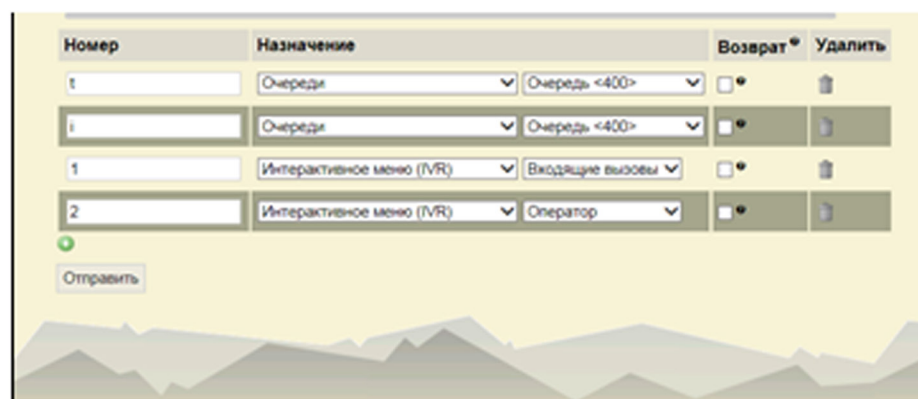 Номер Назначение Возврат Удалить
t Очереди Очередь <400>
i Очереди Очередь <400>
1 Интерактивное меню (IVR) Входящие вызовы
2 Интерактивное меню (IVR) Оператор
Отправить